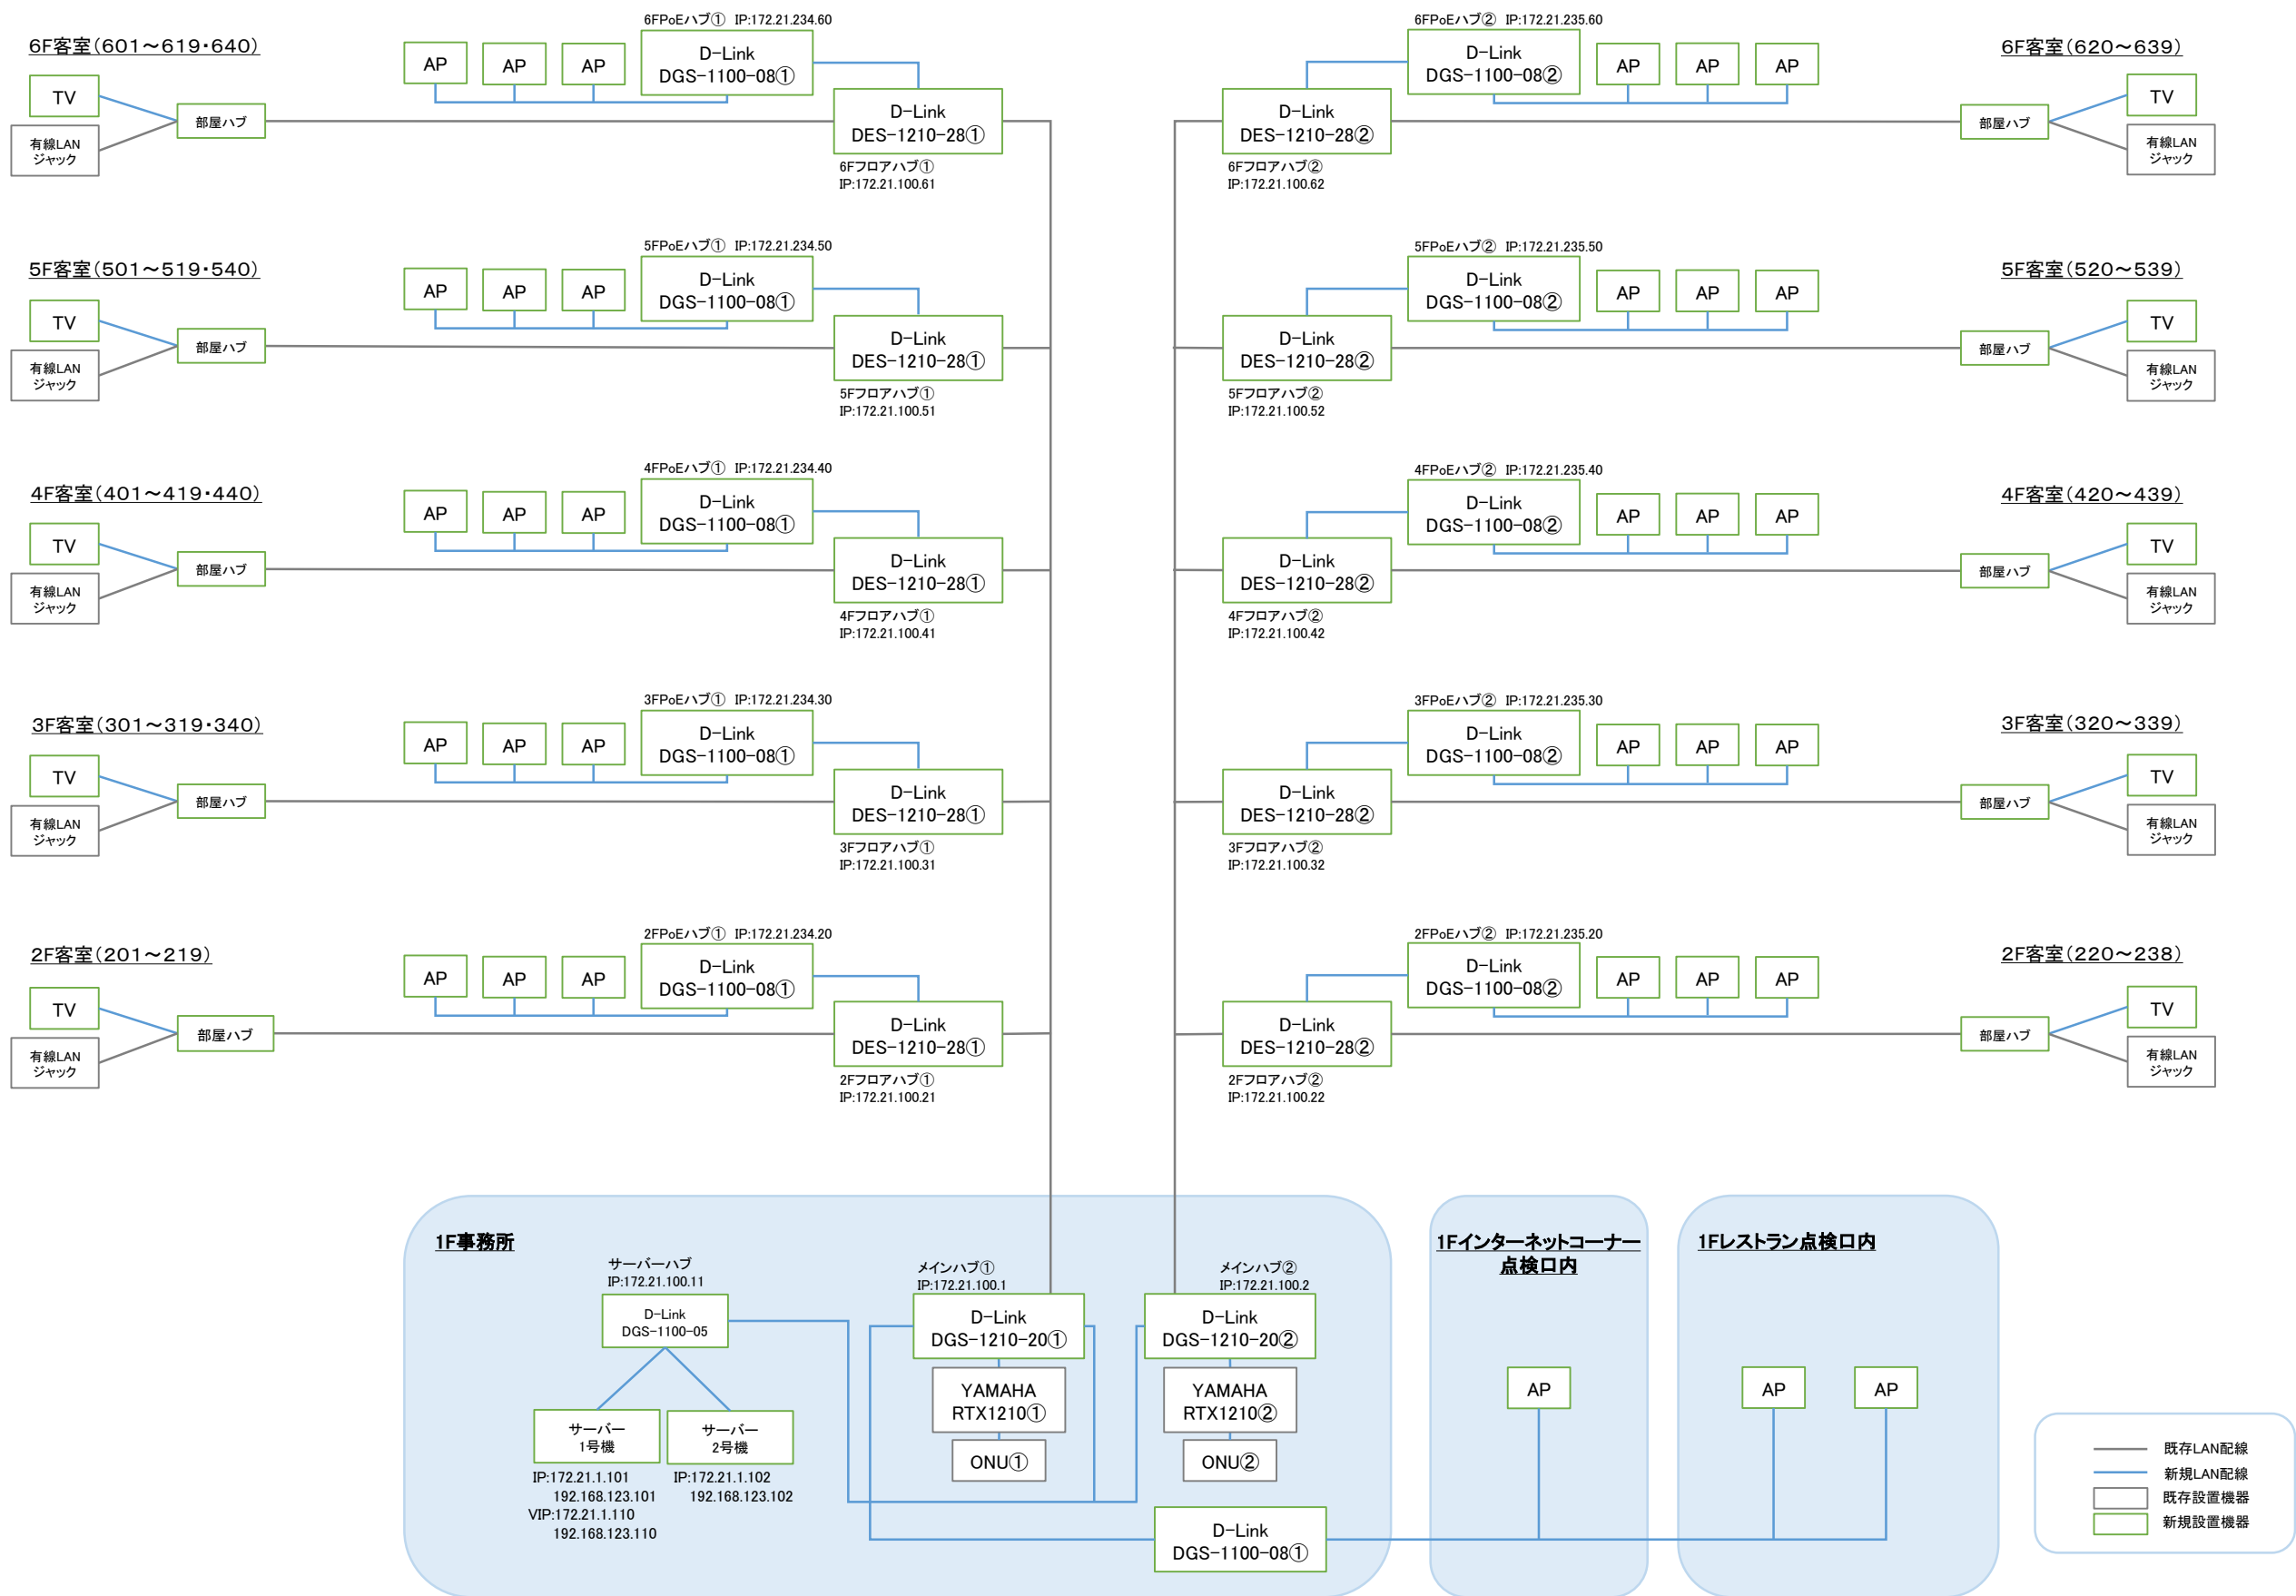 6FPoEハブ① IP:172.21.234.60
6FPoEハブ② IP:172.21.235.60
6F客室(601～619・640)
AP
AP
AP
D-Link
DGS-1100-08①
D-Link
DGS-1100-08②
AP
AP
AP
6F客室(620～639)
TV
有線LAN
ジャック
部屋ハブ
D-Link
DES-1210-28①
6Fフロアハブ①
IP:172.21.100.61
D-Link
DES-1210-28②
6Fフロアハブ②
IP:172.21.100.62
部屋ハブ
TV
有線LAN
ジャック
5FPoEハブ① IP:172.21.234.50
5FPoEハブ② IP:172.21.235.50
5F客室(501～519・540)
AP
AP
AP
D-Link
DGS-1100-08①
D-Link
DGS-1100-08②
AP
AP
AP
5F客室(520～539)
TV
有線LAN
ジャック
部屋ハブ
D-Link
DES-1210-28①
5Fフロアハブ①
IP:172.21.100.51
D-Link
DES-1210-28②
5Fフロアハブ②
IP:172.21.100.52
部屋ハブ
TV
有線LAN
ジャック
4FPoEハブ① IP:172.21.234.40
4FPoEハブ② IP:172.21.235.40
4F客室(401～419・440)
AP
AP
AP
D-Link
DGS-1100-08①
D-Link
DGS-1100-08②
AP
AP
AP
4F客室(420～439)
TV
有線LAN
ジャック
部屋ハブ
D-Link
DES-1210-28①
4Fフロアハブ①
IP:172.21.100.41
D-Link
DES-1210-28②
4Fフロアハブ②
IP:172.21.100.42
部屋ハブ
TV
有線LAN
ジャック
3FPoEハブ① IP:172.21.234.30
3FPoEハブ② IP:172.21.235.30
3F客室(301～319・340)
AP
AP
AP
D-Link
DGS-1100-08①
D-Link
DGS-1100-08②
AP
AP
AP
3F客室(320～339)
TV
有線LAN
ジャック
部屋ハブ
D-Link
DES-1210-28①
3Fフロアハブ①
IP:172.21.100.31
D-Link
DES-1210-28②
3Fフロアハブ②
IP:172.21.100.32
部屋ハブ
TV
有線LAN
ジャック
2FPoEハブ① IP:172.21.234.20
2FPoEハブ② IP:172.21.235.20
2F客室(201～219)
AP
AP
AP
D-Link
DGS-1100-08①
D-Link
DGS-1100-08②
AP
AP
AP
2F客室(220～238)
TV
有線LAN
ジャック
部屋ハブ
D-Link
DES-1210-28①
2Fフロアハブ①
IP:172.21.100.21
D-Link
DES-1210-28②
2Fフロアハブ②
IP:172.21.100.22
部屋ハブ
TV
有線LAN
ジャック
1F事務所
サーバーハブ
IP:172.21.100.11
D-Link
DGS-1100-05
サーバー
1号機
サーバー
2号機
IP:172.21.1.101
192.168.123.101
VIP:172.21.1.110
192.168.123.110
IP:172.21.1.102
192.168.123.102
メインハブ①
IP:172.21.100.1
D-Link
DGS-1210-20①
YAMAHA
RTX1210①
ONU①
メインハブ②
IP:172.21.100.2
D-Link
DGS-1210-20②
YAMAHA
RTX1210②
ONU②
D-Link
DGS-1100-08①
1Fインターネットコーナー
点検口内
AP
1Fレストラン点検口内
AP
AP
既存LAN配線
新規LAN配線
既存設置機器
新規設置機器